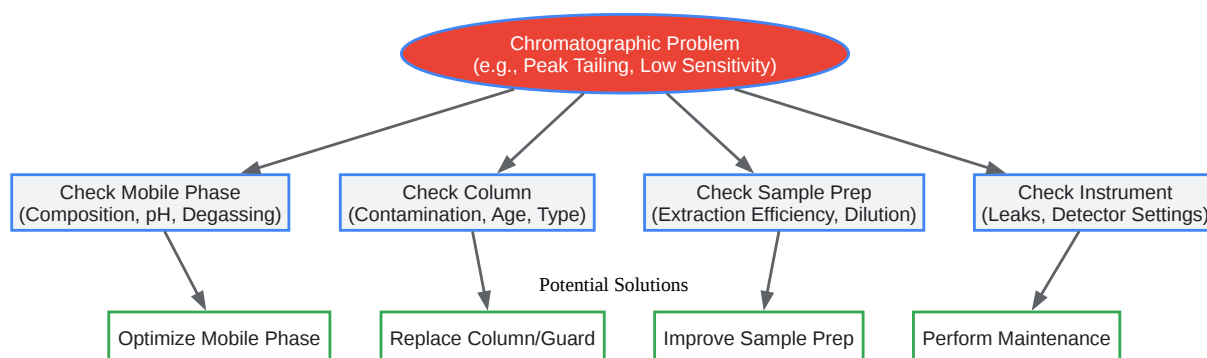 Chromatographic Problem
(e.g., Peak Tailing, Low Sensitivity)
Check Mobile Phase
(Composition, pH, Degassing)
Check Column
(Contamination, Age, Type)
Check Sample Prep
(Extraction Efficiency, Dilution)
Check Instrument
(Leaks, Detector Settings)
Potential Solutions
Optimize Mobile Phase
Replace Column/Guard
Improve Sample Prep
Perform Maintenance